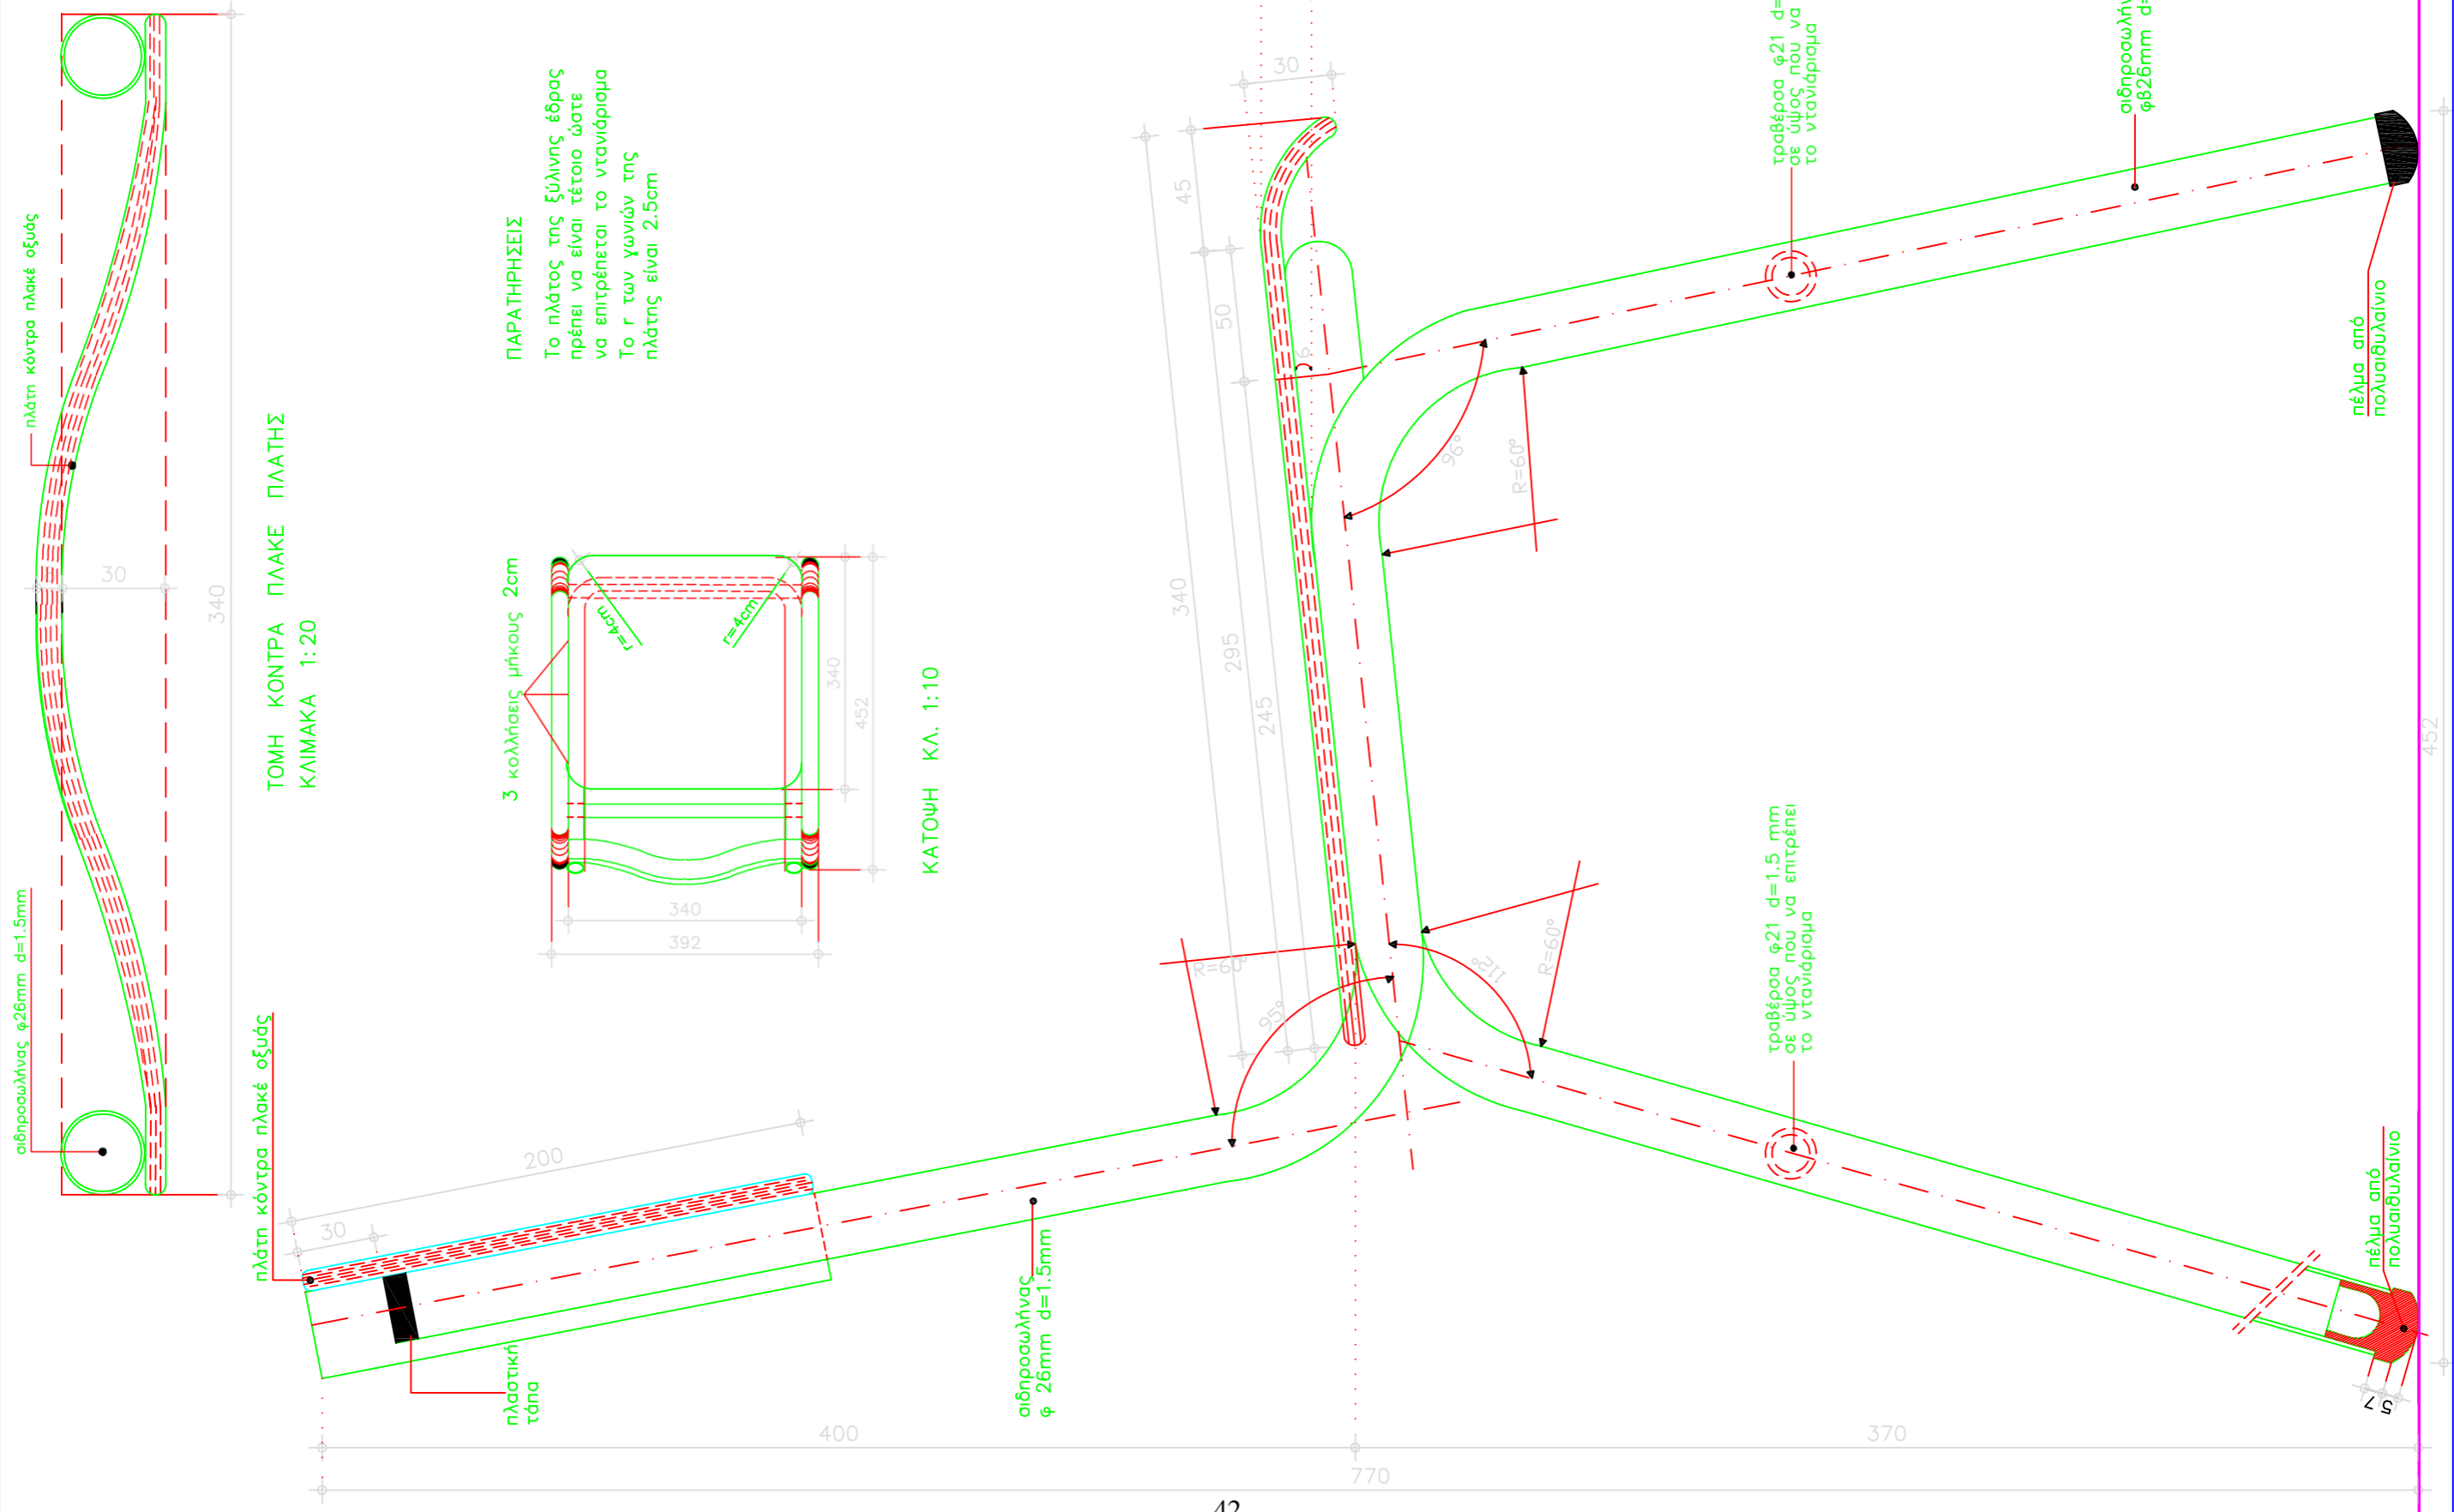 πλάτη κόντρα πλακέ οξυάς
σιδηροσωλήνας φ26mm d=1.5mm
30
340
ΤΟΜΗ ΚΟΝΤΡΑ ΠΛΑΚΕ ΠΛΑΤΗΣ
ΚΛΙΜΑΚΑ 1:20
ΠΑΡΑΤΗΡΗΣΕΙΣ
Το πλάτος της ξύλινης έδρας
πρέπει να είναι τέτοιο ώστε
να επιτρέπεται το ντανιάρισμα
Το r των γωνιών της
πλάτης είναι 2.5cm
3 κολλήσεις μήκους 2cm
r=4cm
r=4cm
340
452
340
392
ΚΑΤΟΨΗ ΚΛ. 1:10
πλάτη κόντρα πλακέ οξυάς
200
30
πλαστική
τάπα
σιδηροσωλήνας
φ 26mm d=1.5mm
30
45
50
6
340
295
245
96°
R=60°
R=60°
95°
112°
R=60°
τραβέρσα φ21 d=
σε ύψος που να
το ντανιάρισμα
σιδηροσωλήν
φβ26mm d=
πέλμα από
πολυαιθυλαίνιο
τραβέρσα φ21 d=1.5 mm
σε ύψος που να επιτρέπει
το ντανιάρισμα
πέλμα από
πολυαιθυλαίνιο
452
5 7
400
370
770
42